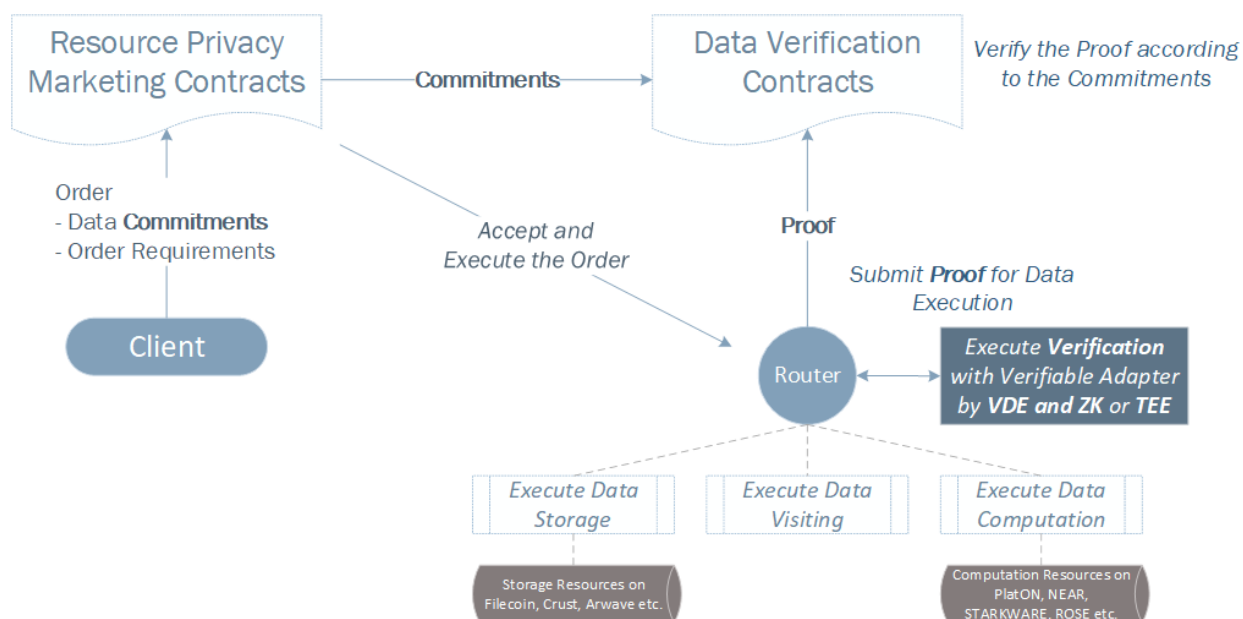 Resource Privacy
Marketing Contracts
Commitments
Data Verification
Contracts
Verify the Proof according
to the Commitments
Order
- Data Commitments
- Order Requirements
Accept and
Execute the Order
Proof
Submit Proof for Data
Execution
Client
Router
Execute Verification
with Verifiable Adapter
by VDE and ZK or TEE
Execute Data
Storage
Execute Data
Visiting
Execute Data
Computation
Storage Resources on
Filecoin, Crust, Arwave etc.
Computation Resources on
PlatON, NEAR,
STARKWARE, ROSE etc.